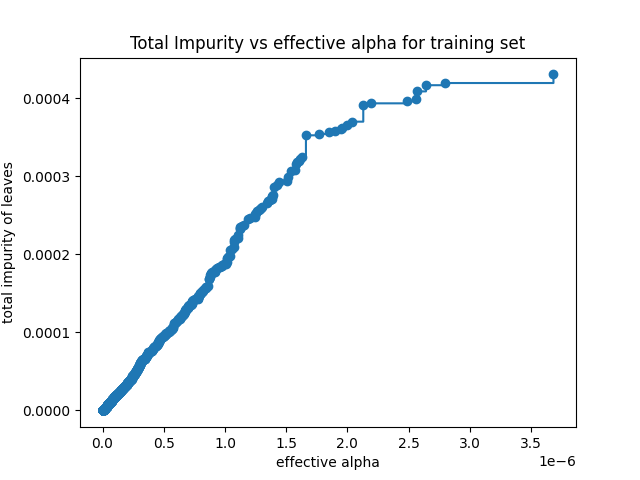 Total Impurity vs effective alpha for training set
total impurity of leaves
0.0004
0.0003
0.0002
0.0001
0.0000
0.0 0.5 1.0 1.5 2.0 2.5 3.0 3.5
effective alpha
1e−6